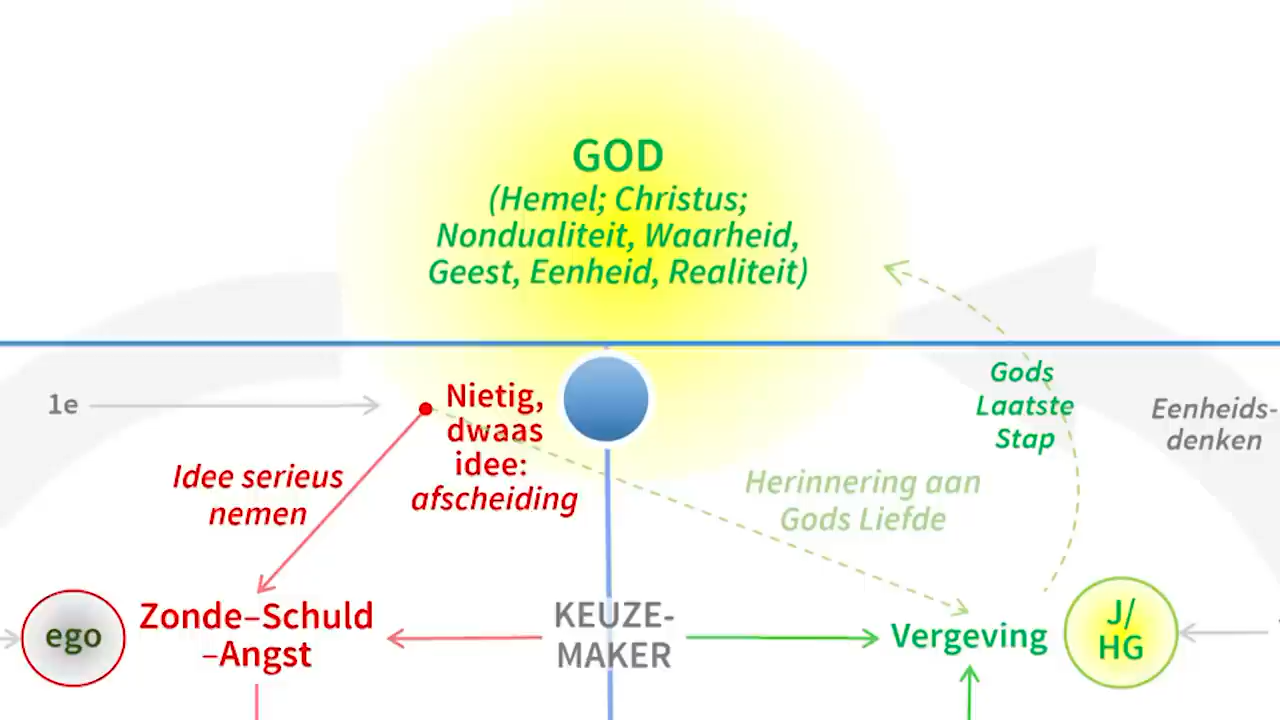 GOD
(Hemel; Christus;
Nondualiteit, Waarheid,
Geest, Eenheid, Realiteit)
1e
Nietig,
dwaas
idee:
afscheiding
Idee serieus
nemen
Gods
Laatste
Stap
Eenheids-
denken
Herinnering aan
Gods Liefde
ego
Zonde–Schuld
–Angst
KEUZE-
MAKER
Vergeving
J/
HG